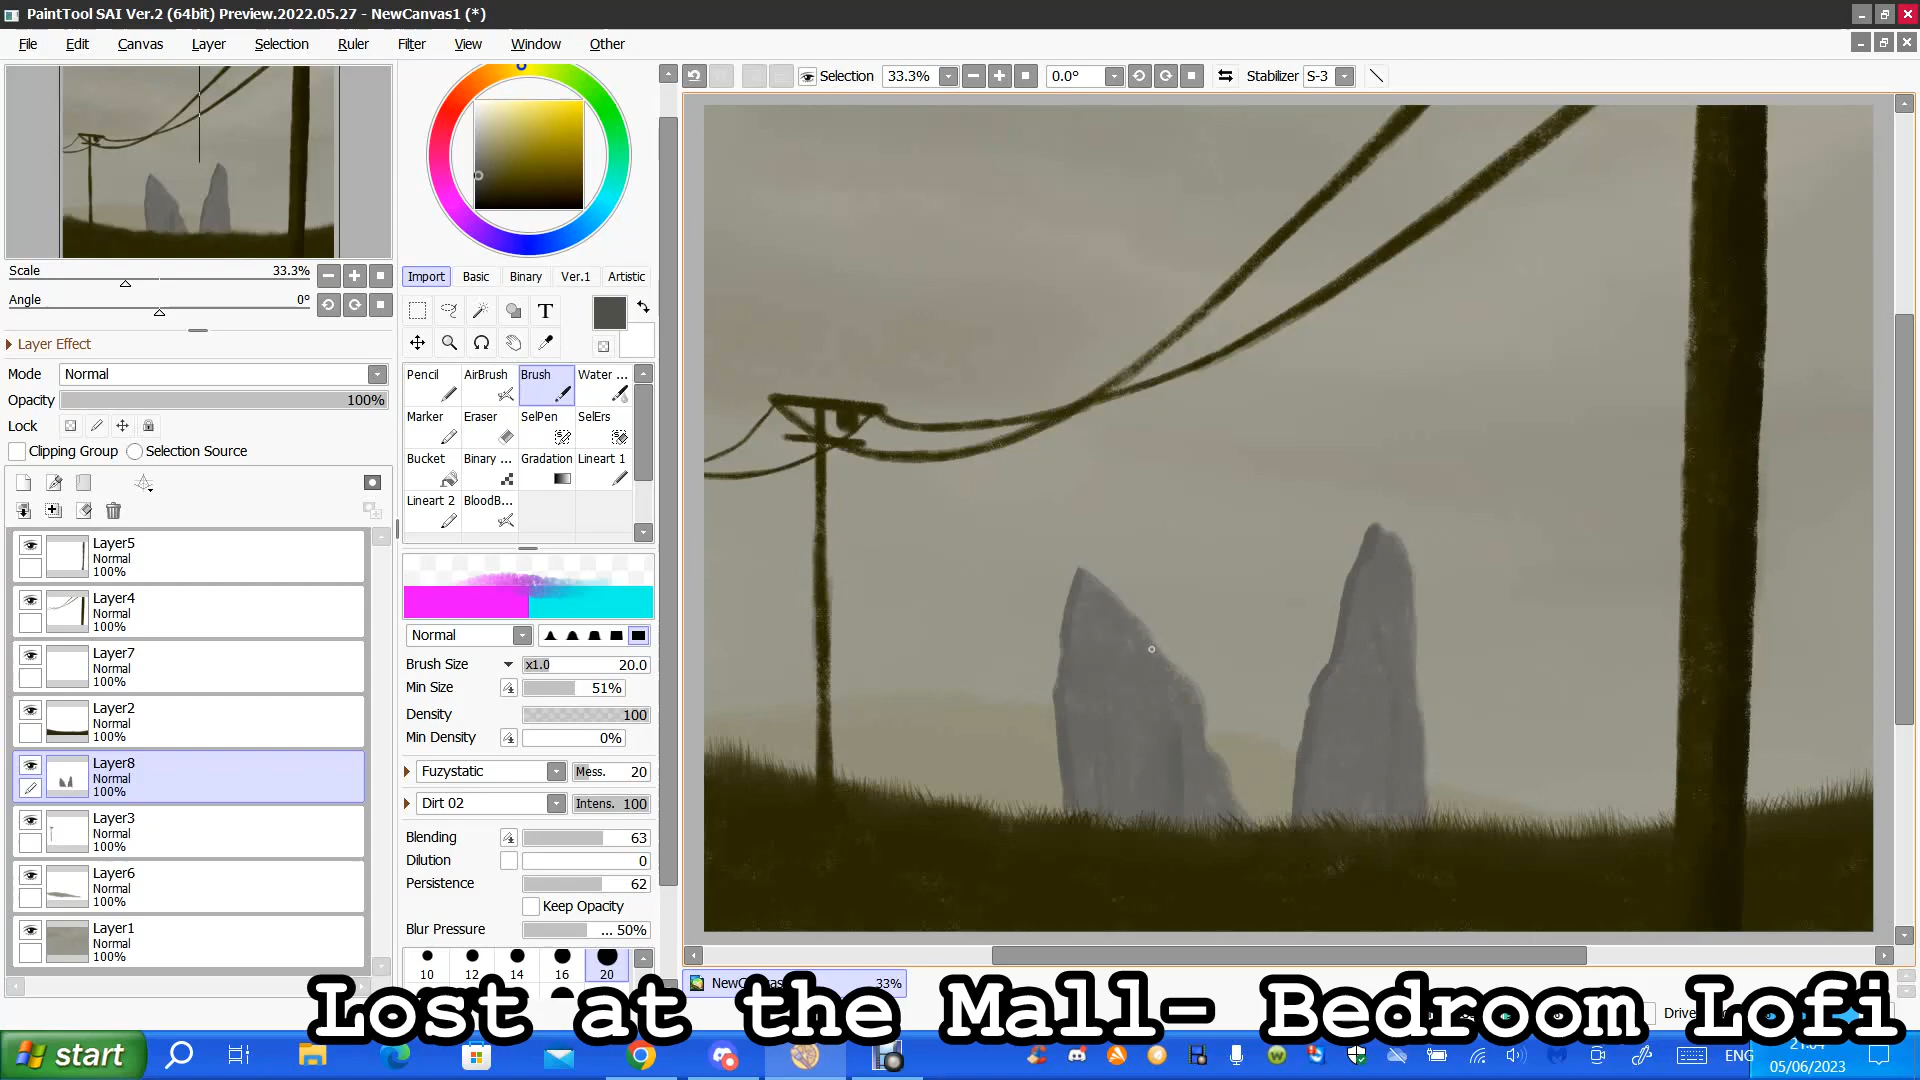 PaintTool SAI Ver.2 (64bit) Preview.2022.05.27 - NewCanvas1 (*)
File Edit Canvas Layer Selection Ruler Filter View Window Other
Selection 33.3% 0.0° Stabilizer S-3
Scale 33.3%
Angle 0°
Layer Effect
Mode Normal
Opacity 100%
Lock
Clipping Group Selection Source
Layer5
Normal
100%
Layer4
Normal
100%
Layer7
Normal
100%
Layer2
Normal
100%
Layer8
Normal
100%
Layer3
Normal
100%
Layer6
Normal
100%
Layer1
Normal
100%
Import Basic Binary Ver.1 Artistic
T
Pencil AirBrush Brush Water ...
Marker Eraser SelPen SelErs
Bucket Binary ... Gradation Lineart 1
Lineart 2 BloodB...
Normal
Brush Size x1.0 20.0
Min Size 51%
Density 100
Min Density 0%
Fuzystatic Mess. 20
Dirt 02 Intens. 100
Blending 63
Dilution 0
Persistence 62
Keep Opacity
Blur Pressure ... 50%
10 12 14 16 20
33%
Lost at the Mall- Bedroom Lofi
start
ENG
05/06/2023